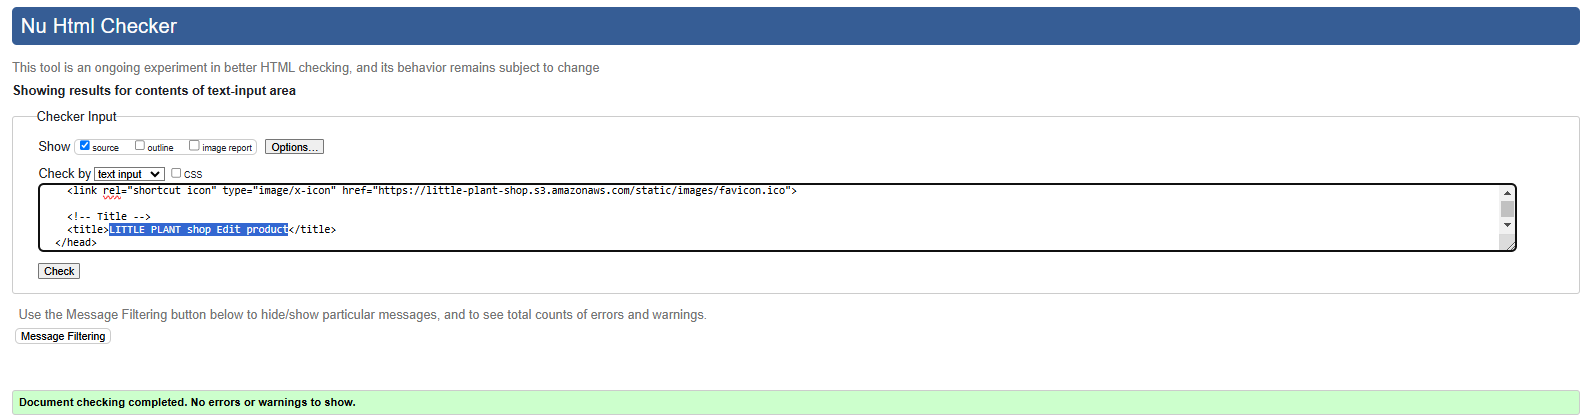 Nu Html Checker
This tool is an ongoing experiment in better HTML checking, and its behavior remains subject to change
Showing results for contents of text-input area
Checker Input
Show source outline image report Options...
Check by text input CSS
<link rel="shortcut icon" type="image/x-icon" href="https://little-plant-shop.s3.amazonaws.com/static/images/favicon.ico">
<!-- Title -->
<title>LITTLE PLANT shop Edit product</title>
</head>
Check
Use the Message Filtering button below to hide/show particular messages, and to see total counts of errors and warnings.
Message Filtering
Document checking completed. No errors or warnings to show.